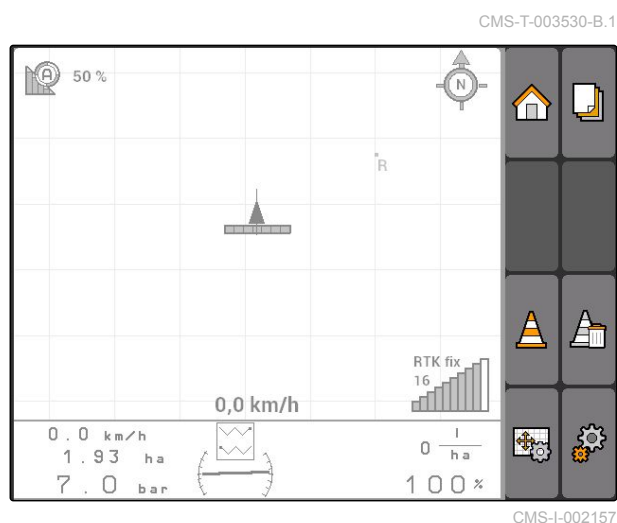 CMS-T-003530-B.1
A 50 %
N
R
RTK fix
16
0,0 km/h
0.0 km/h
1.93 ha
7.0 bar
0 l/ha
100%
CMS-I-002157